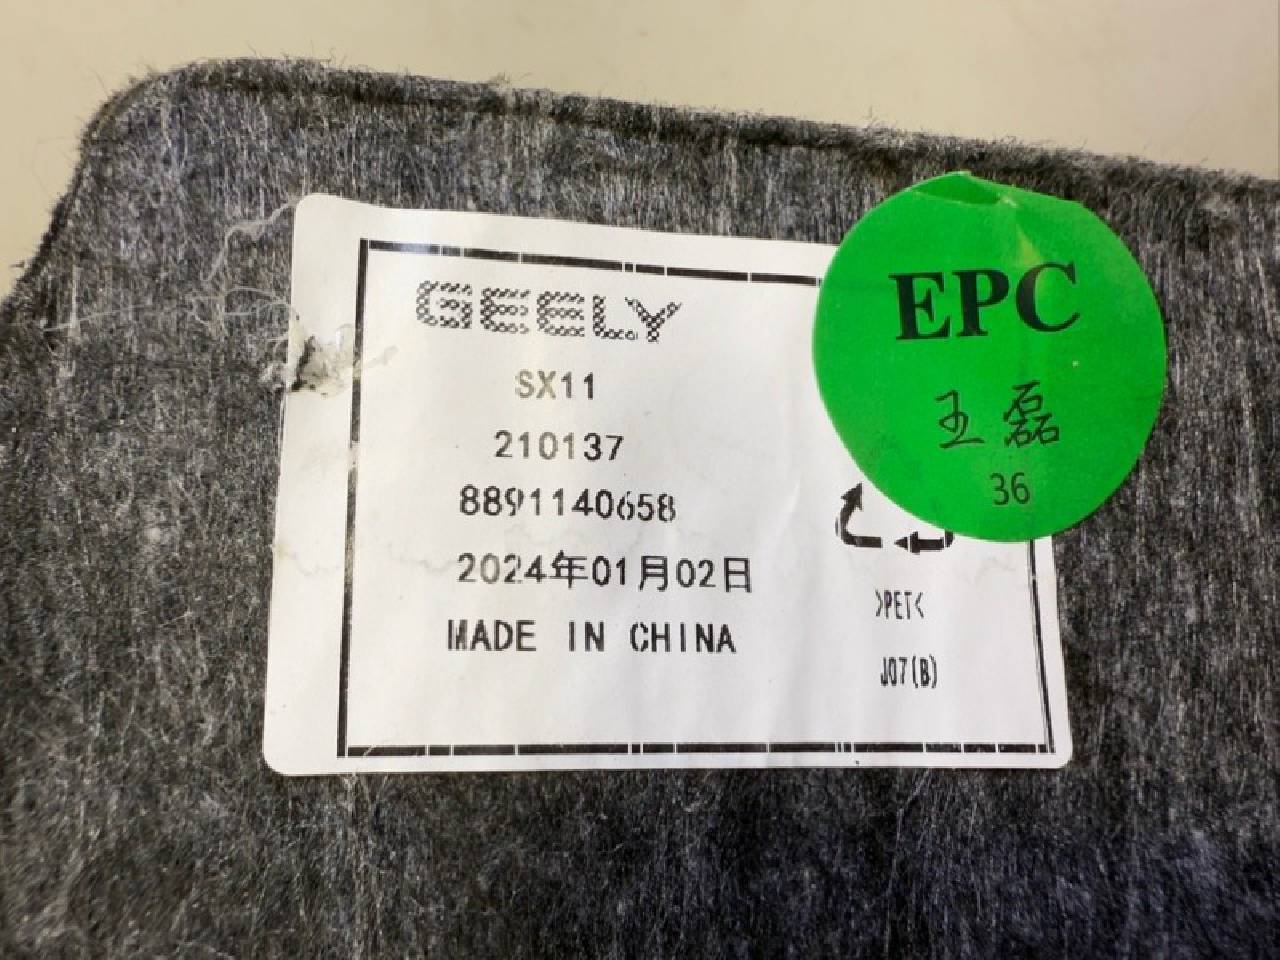 GEELY
SX11
210137
8891140658
2024年01月02日
MADE IN CHINA
EPC
王磊
36
>PET<
J07(B)